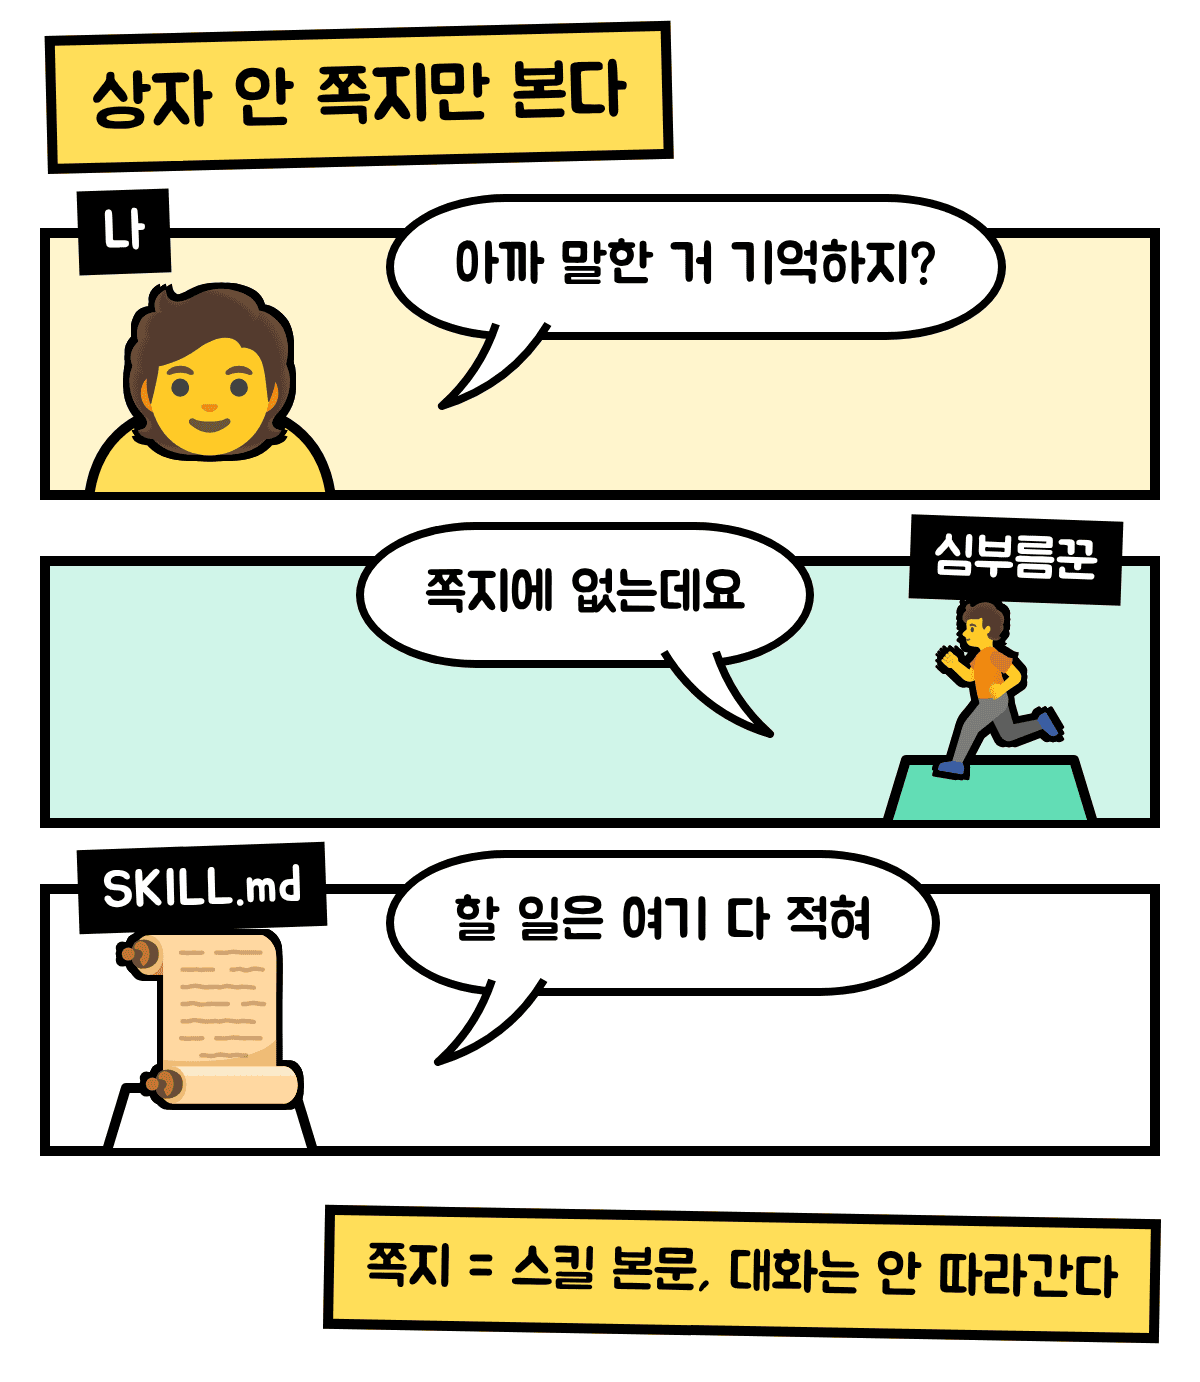 상자 안 쪽지만 본다
나
아까 말한 거 기억하지?
심부름꾼
쪽지에 없는데요
SKILL.md
할 일은 여기 다 적혀
쪽지 = 스킬 본문, 대화는 안 따라간다